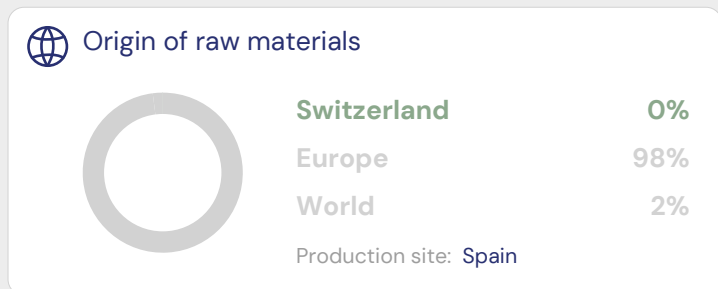 Origin of raw materials
Switzerland 0%
Europe 98%
World 2%
Production site: Spain